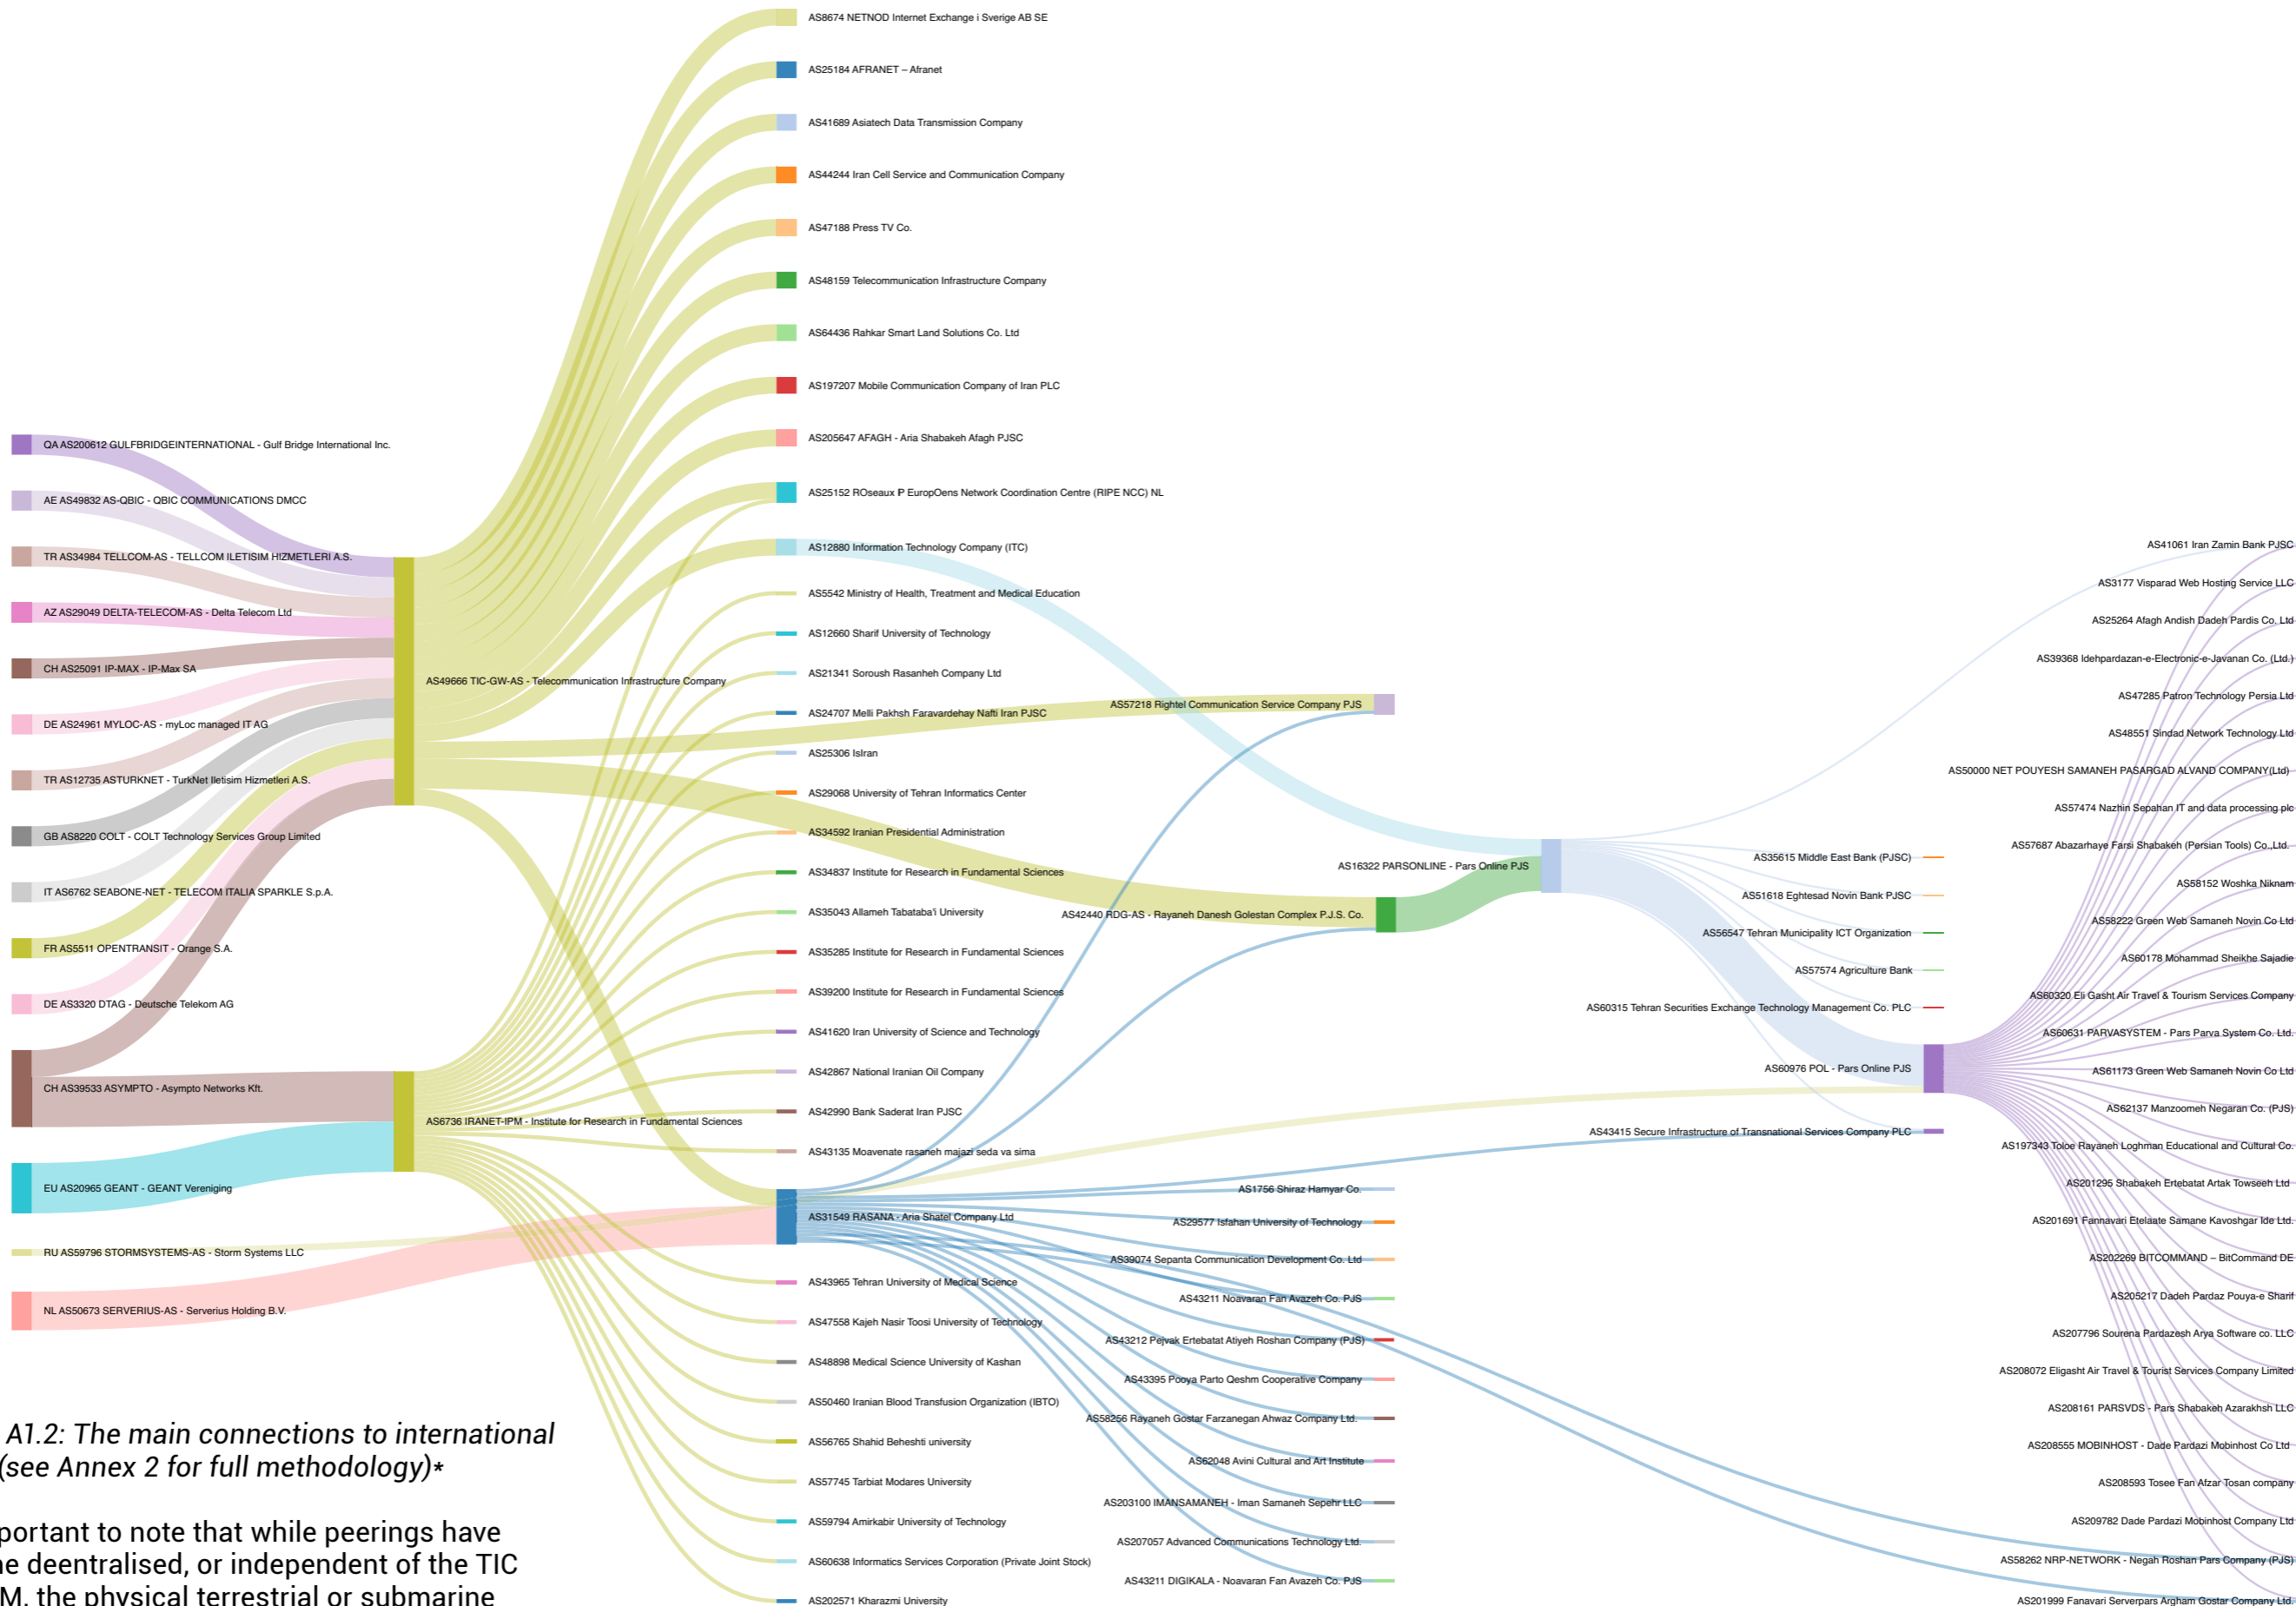 AS8674 NETNOD Internet Exchange i Sverige AB SE
AS25184 AFRANET – Afranet
AS41689 Asiatech Data Transmission Company
AS44244 Iran Cell Service and Communication Company
AS47188 Press TV Co.
AS48159 Telecommunication Infrastructure Company
AS64436 Rahkar Smart Land Solutions Co. Ltd
AS197207 Mobile Communication Company of Iran PLC
AS205647 AFAGH - Aria Shabakeh Afagh PJSC
AS25152 ROseaux IP EuropOens Network Coordination Centre (RIPE NCC) NL
AS12880 Information Technology Company (ITC)
AS5542 Ministry of Health, Treatment and Medical Education
AS12660 Sharif University of Technology
AS21341 Soroush Rasanheh Company Ltd
AS24707 Melli Pakhsh Faravardehay Nafti Iran PJSC
AS25306 IsIran
AS29068 University of Tehran Informatics Center
AS34592 Iranian Presidential Administration
AS34837 Institute for Research in Fundamental Sciences
AS35043 Allameh Tabataba'i University
AS35285 Institute for Research in Fundamental Sciences
AS39200 Institute for Research in Fundamental Sciences
AS41620 Iran University of Science and Technology
AS42867 National Iranian Oil Company
AS42990 Bank Saderat Iran PJSC
AS43135 Moavenate rasaneh majazi seda va sima
AS31549 RASANA - Aria Shatel Company Ltd
AS43965 Tehran University of Medical Science
AS47558 Kajeh Nasir Toosi University of Technology
AS48898 Medical Science University of Kashan
AS50460 Iranian Blood Transfusion Organization (IBTO)
AS56765 Shahid Beheshti university
AS57745 Tarbiat Modares University
AS59794 Amirkabir University of Technology
AS60638 Informatics Services Corporation (Private Joint Stock)
AS202571 Kharazmi University
QA AS200612 GULFBRIDGEINTERNATIONAL - Gulf Bridge International Inc.
AE AS49832 AS-QBIC - QBIC COMMUNICATIONS DMCC
TR AS34984 TELLCOM-AS - TELLCOM ILETISIM HIZMETLERI A.S.
AZ AS29049 DELTA-TELECOM-AS - Delta Telecom Ltd
CH AS25091 IP-MAX - IP-Max SA
DE AS24961 MYLOC-AS - myLoc managed IT AG
TR AS12735 ASTURKNET - TurkNet Iletisim Hizmetleri A.S.
GB AS8220 COLT - COLT Technology Services Group Limited
IT AS6762 SEABONE-NET - TELECOM ITALIA SPARKLE S.p.A.
FR AS5511 OPENTRANSIT - Orange S.A.
DE AS3320 DTAG - Deutsche Telekom AG
CH AS39533 ASYMPTO - Asympto Networks Kft.
EU AS20965 GEANT - GEANT Vereniging
RU AS59796 STORMSYSTEMS-AS - Storm Systems LLC
NL AS50673 SERVERIUS-AS - Serverius Holding B.V.
AS49666 TIC-GW-AS - Telecommunication Infrastructure Company
AS6736 IRANET-IPM - Institute for Research in Fundamental Sciences
AS57218 Rightel Communication Service Company PJS
AS16322 PARSONLINE - Pars Online PJS
AS42440 RDG-AS - Rayaneh Danesh Golestan Complex P.J.S. Co.
AS1756 Shiraz Hamyar Co.
AS29577 Isfahan University of Technology
AS39074 Sepanta Communication Development Co. Ltd
AS43211 Noavaran Fan Avazeh Co. PJS
AS43212 Pejvak Ertebatat Atiyeh Roshan Company (PJS)
AS43395 Pooya Parto Qeshm Cooperative Company
AS58256 Rayaneh Gostar Farzanegan Ahwaz Company Ltd.
AS62048 Avini Cultural and Art Institute
AS203100 IMANSAMANEH - Iman Samaneh Sepehr LLC
AS207057 Advanced Communications Technology Ltd.
AS43211 DIGIKALA - Noavaran Fan Avazeh Co. PJS
AS35615 Middle East Bank (PJSC)
AS51618 Eghtesad Novin Bank PJSC
AS56547 Tehran Municipality ICT Organization
AS57574 Agriculture Bank
AS60315 Tehran Securities Exchange Technology Management Co. PLC
AS60976 POL - Pars Online PJS
AS43415 Secure Infrastructure of Transnational Services Company PLC
AS41061 Iran Zamin Bank PJSC
AS3177 Visparad Web Hosting Service LLC
AS25264 Afagh Andish Dadeh Pardis Co. Ltd
AS39368 Idehpardazan-e-Electronic-e-Javanan Co. (Ltd.)
AS47285 Patron Technology Persia Ltd
AS48551 Sindad Network Technology Ltd
AS50000 NET POUYESH SAMANEH PASARGAD ALVAND COMPANY(Ltd)
AS57474 Nazhin Sepahan IT and data processing plc
AS57687 Abazarhaye Farsi Shabakeh (Persian Tools) Co.,Ltd.
AS58152 Woshka Niknam
AS58222 Green Web Samaneh Novin Co Ltd
AS60178 Mohammad Sheikhe Sajadie
AS60320 Eli Gasht Air Travel & Tourism Services Company
AS60631 PARVASYSTEM - Pars Parva System Co. Ltd.
AS61173 Green Web Samaneh Novin Co Ltd
AS62137 Manzoomeh Negaran Co. (PJS)
AS197343 Toloe Rayaneh Loghman Educational and Cultural Co.
AS201295 Shabakeh Ertebatat Artak Towseeh Ltd
AS201691 Fannavari Etelaate Samane Kavoshgar Ide Ltd.
AS202269 BITCOMMAND – BitCommand DE
AS205217 Dadeh Pardaz Pouya-e Sharif
AS207796 Sourena Pardazesh Arya Software co. LLC
AS208072 Eligasht Air Travel & Tourist Services Company Limited
AS208161 PARSVDS - Pars Shabakeh Azarakhsh LLC
AS208555 MOBINHOST - Dade Pardazi Mobinhost Co Ltd
AS208593 Tosee Fan Afzar Tosan company
AS209782 Dade Pardazi Mobinhost Company Ltd
AS58262 NRP-NETWORK - Negah Roshan Pars Company (PJS)
AS201999 Fanavari Serverpars Argham Gostar Company Ltd.
A1.2: The main connections to international
(see Annex 2 for full methodology)*
portant to note that while peerings have
ne deentralised, or independent of the TIC
M, the physical terrestrial or submarine